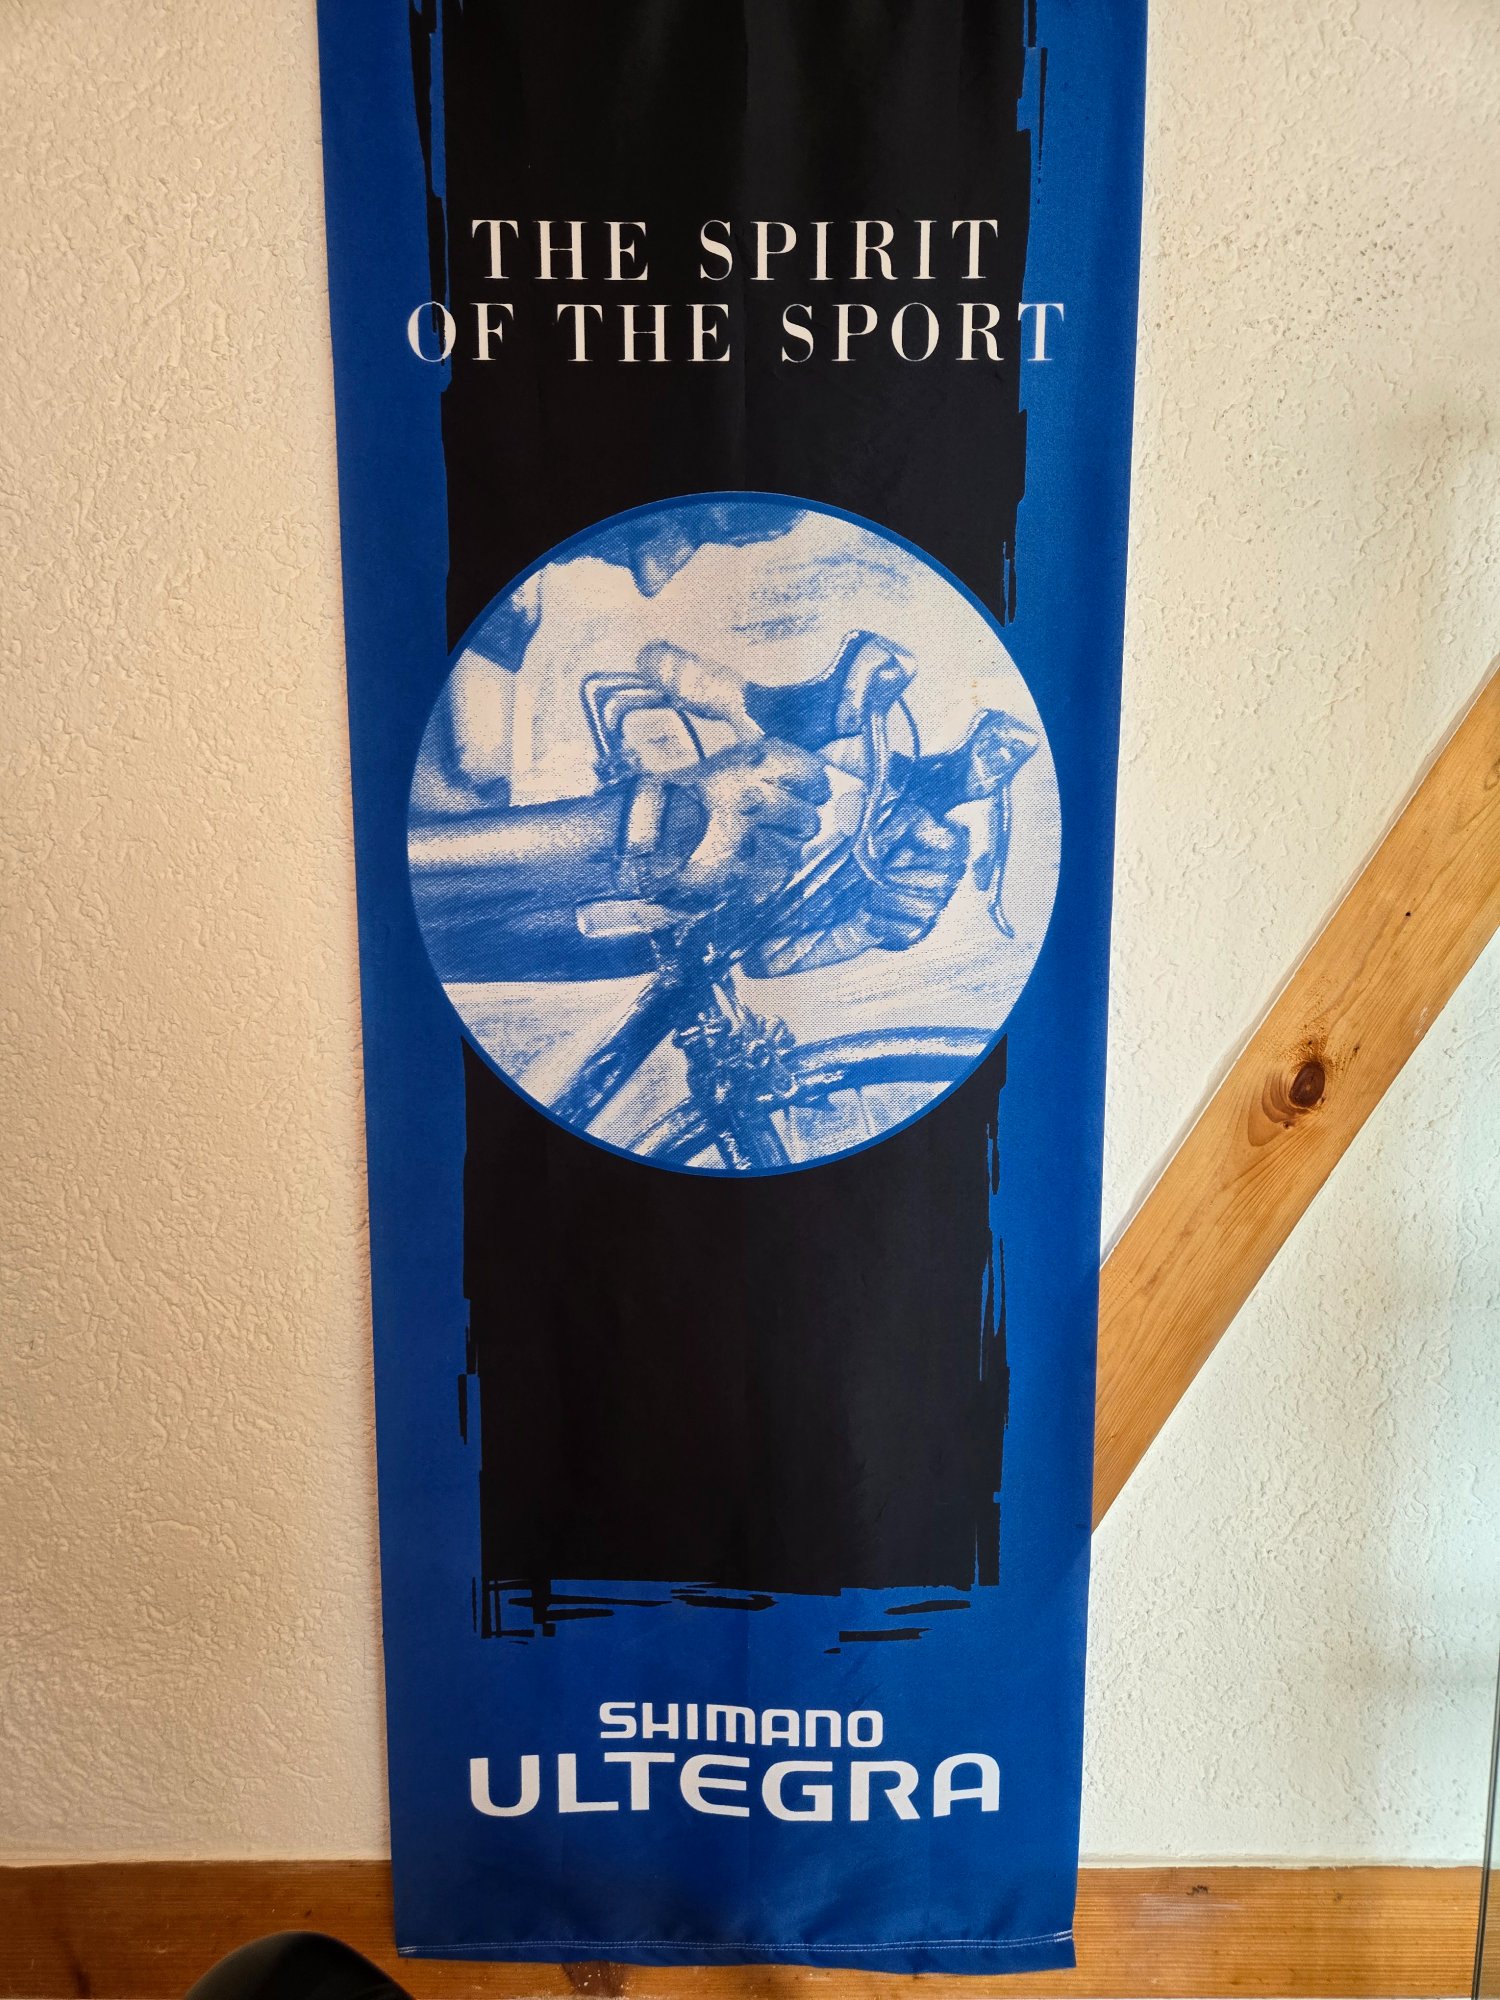 THE SPIRIT
OF THE SPORT
SHIMANO
ULTEGRA